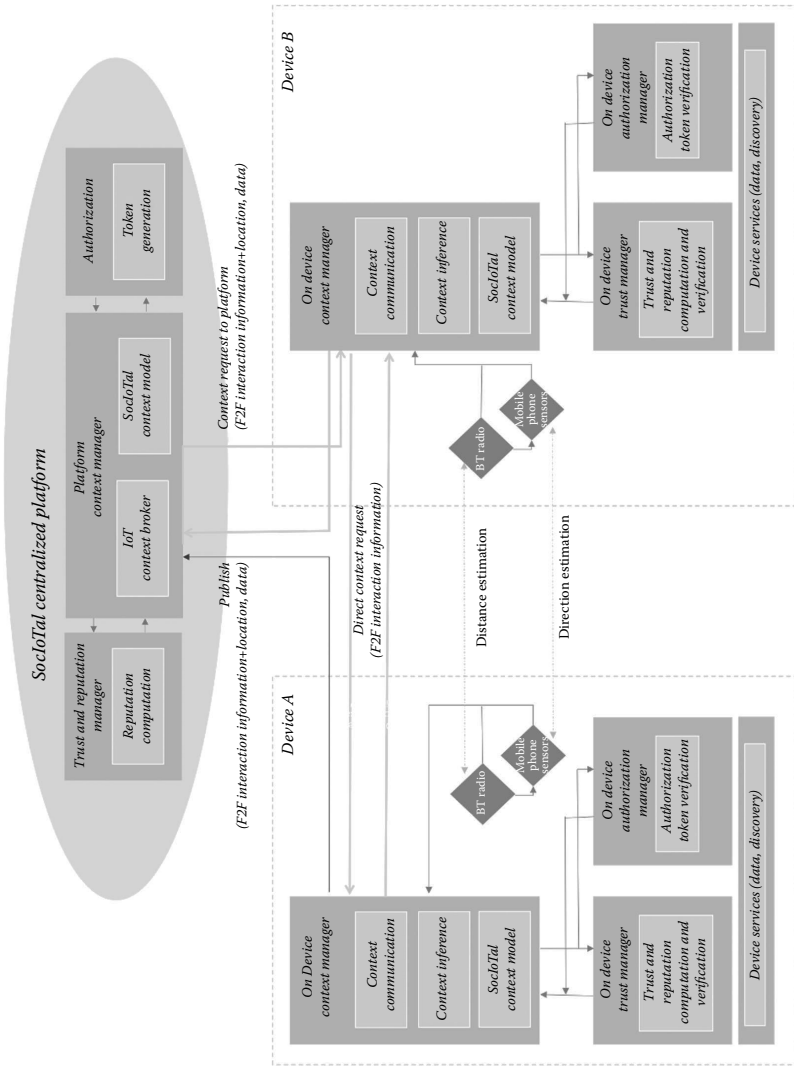 SocIoTal centralized platform
Trust and reputation
manager
Reputation
computation
Platform
context manager
IoT
context broker
SocIoTal
context model
Authorization
Token
generation
Publish
(F2F interaction information+location, data)
Context request to platform
(F2F interaction information+location, data)
Direct context request
(F2F interaction information)
Device A
On Device
context manager
Context
communication
Context inference
SocIoTal
context model
BT radio
Mobile
phone
sensors
On device
trust manager
Trust and
reputation
computation and
verification
On device
authorization
manager
Authorization
token verification
Device services (data, discovery)
Distance estimation
Direction estimation
Device B
On device
context manager
Context
communication
Context inference
SocIoTal
context model
BT radio
Mobile
phone
sensors
On device
trust manager
Trust and
reputation
computation and
verification
On device
authorization
manager
Authorization
token verification
Device services (data, discovery)